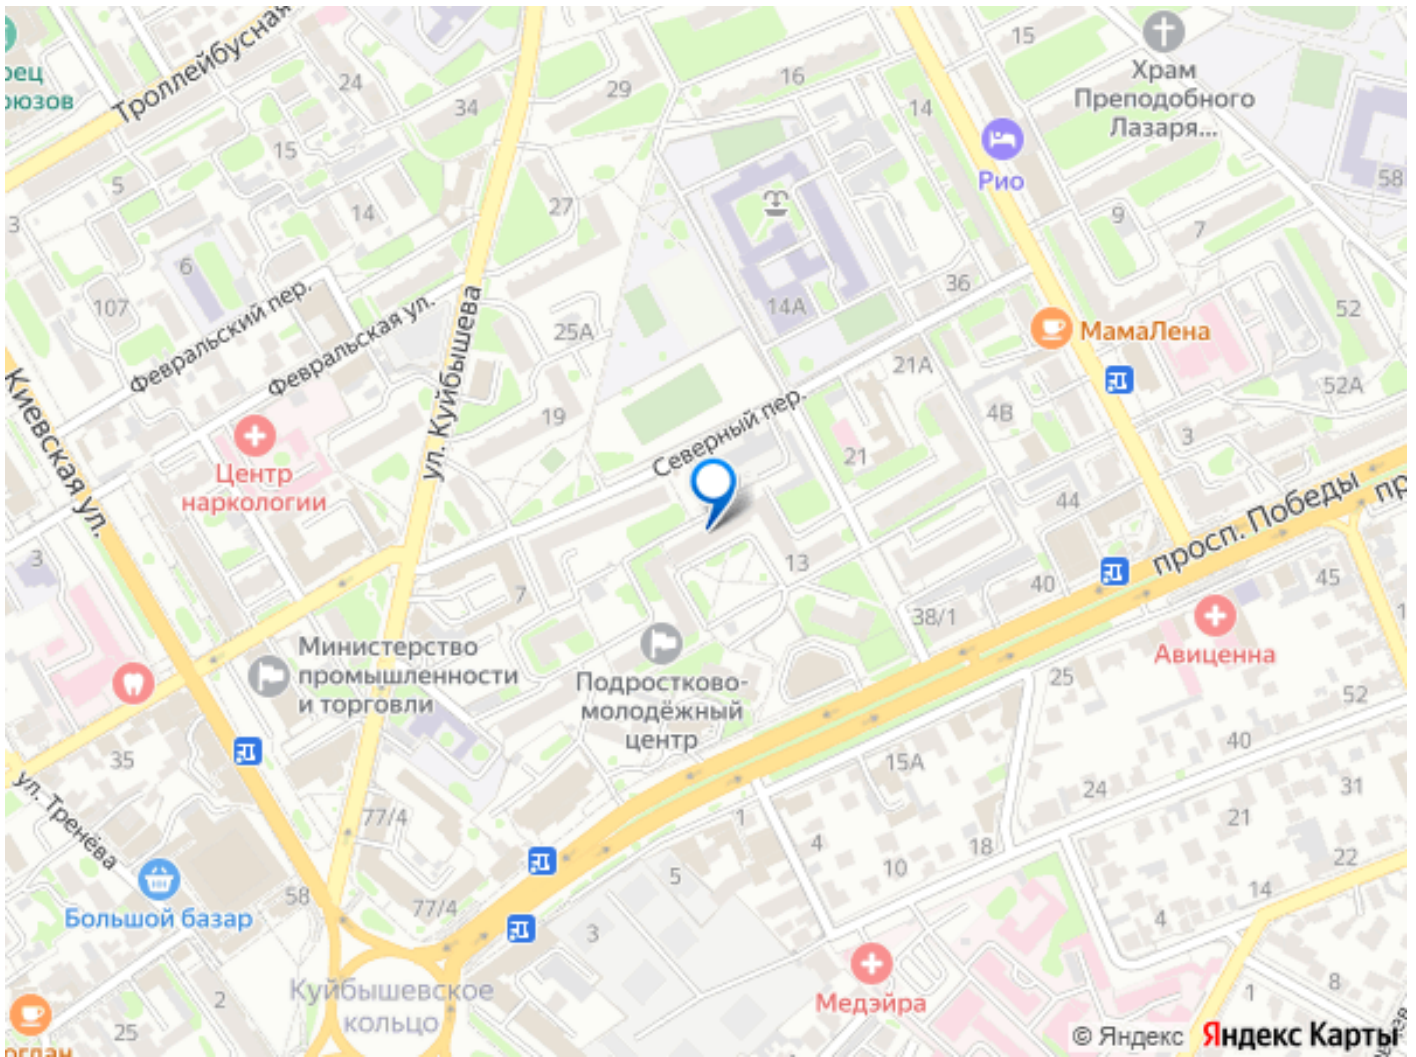 Троллейбусная
рец
оюзов
24
34
29
16
14
15
Храм
Преподобного
Лазаря...
Рио
58
15
5
3
14
6
107
27
9
7
36
52
14А
Февральский пер.
Февральская ул.
ул. Куйбышева
25А
МамаЛена
Киевская ул.
21А
52А
19
Северный пер.
4В
3
21
Центр
наркологии
44
просп. Победы
пр
3
7
13
40
38/1
45
1
Авиценна
Министерство
промышленности
и торговли
Подростково-
молодёжный
центр
25
52
40
35
15А
24
31
21
ул. Тренёва
77/4
1
4
18
10
22
5
14
Большой базар
58
77/4
3
4
Куйбышевское
кольцо
2
25
Медэйра
1
8
огдан
© Яндекс
Яндекс Карты